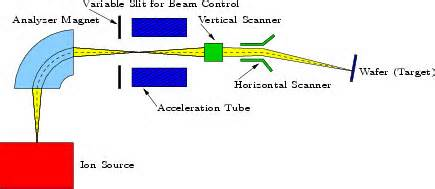 Variable Slit for Beam Control
Analyzer Magnet
Vertical Scanner
Wafer (Target)
Horizontal Scanner
Acceleration Tube
Ion Source